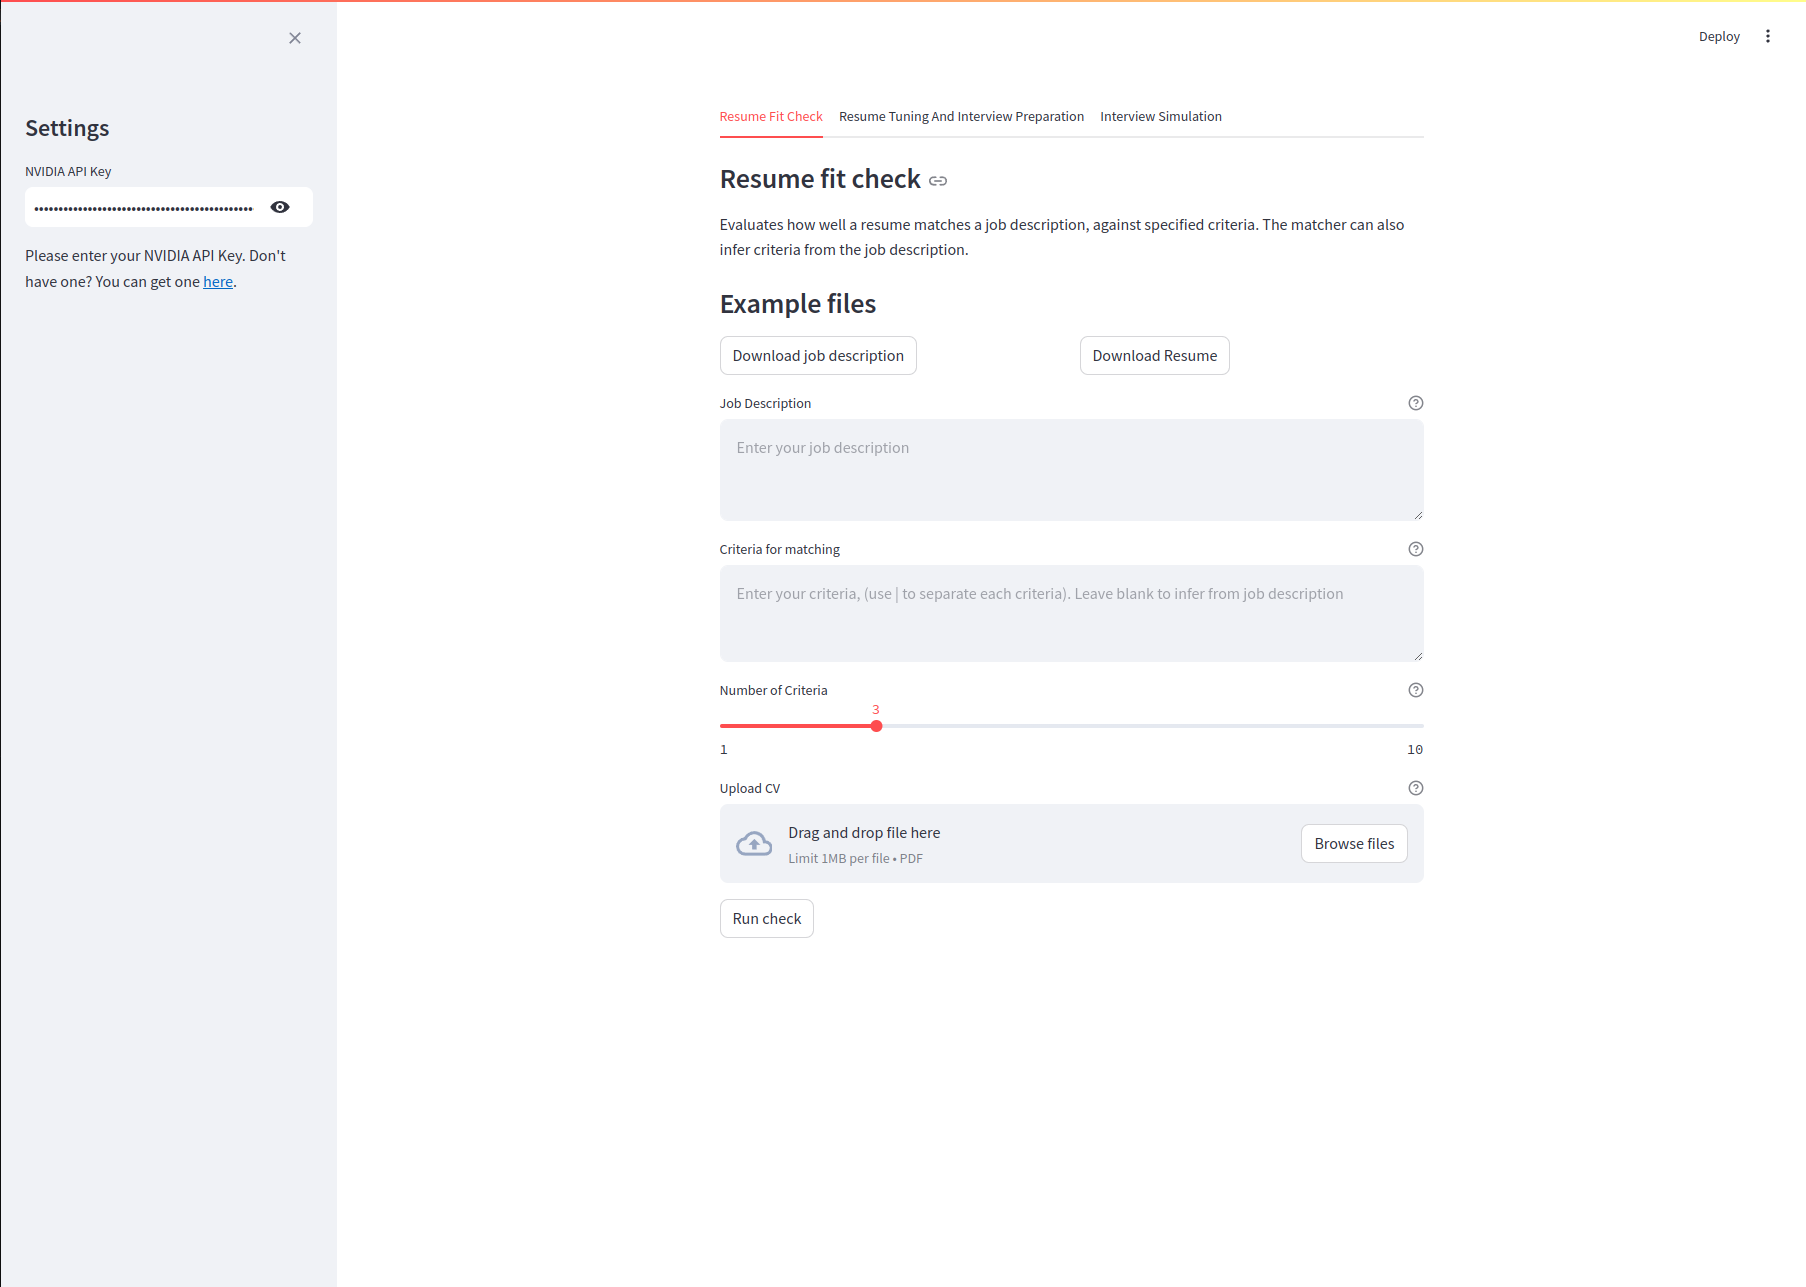 Deploy
Settings
NVIDIA API Key
••••••••••••••••••••••••••••••••••••••••••••••
Please enter your NVIDIA API Key. Don't
have one? You can get one here.
Resume Fit Check
Resume Tuning And Interview Preparation
Interview Simulation
Resume fit check
Evaluates how well a resume matches a job description, against specified criteria. The matcher can also
infer criteria from the job description.
Example files
Download job description
Download Resume
Job Description
Enter your job description
Criteria for matching
Enter your criteria, (use | to separate each criteria). Leave blank to infer from job description
Number of Criteria
3
1
10
Upload CV
Drag and drop file here
Limit 1MB per file • PDF
Browse files
Run check